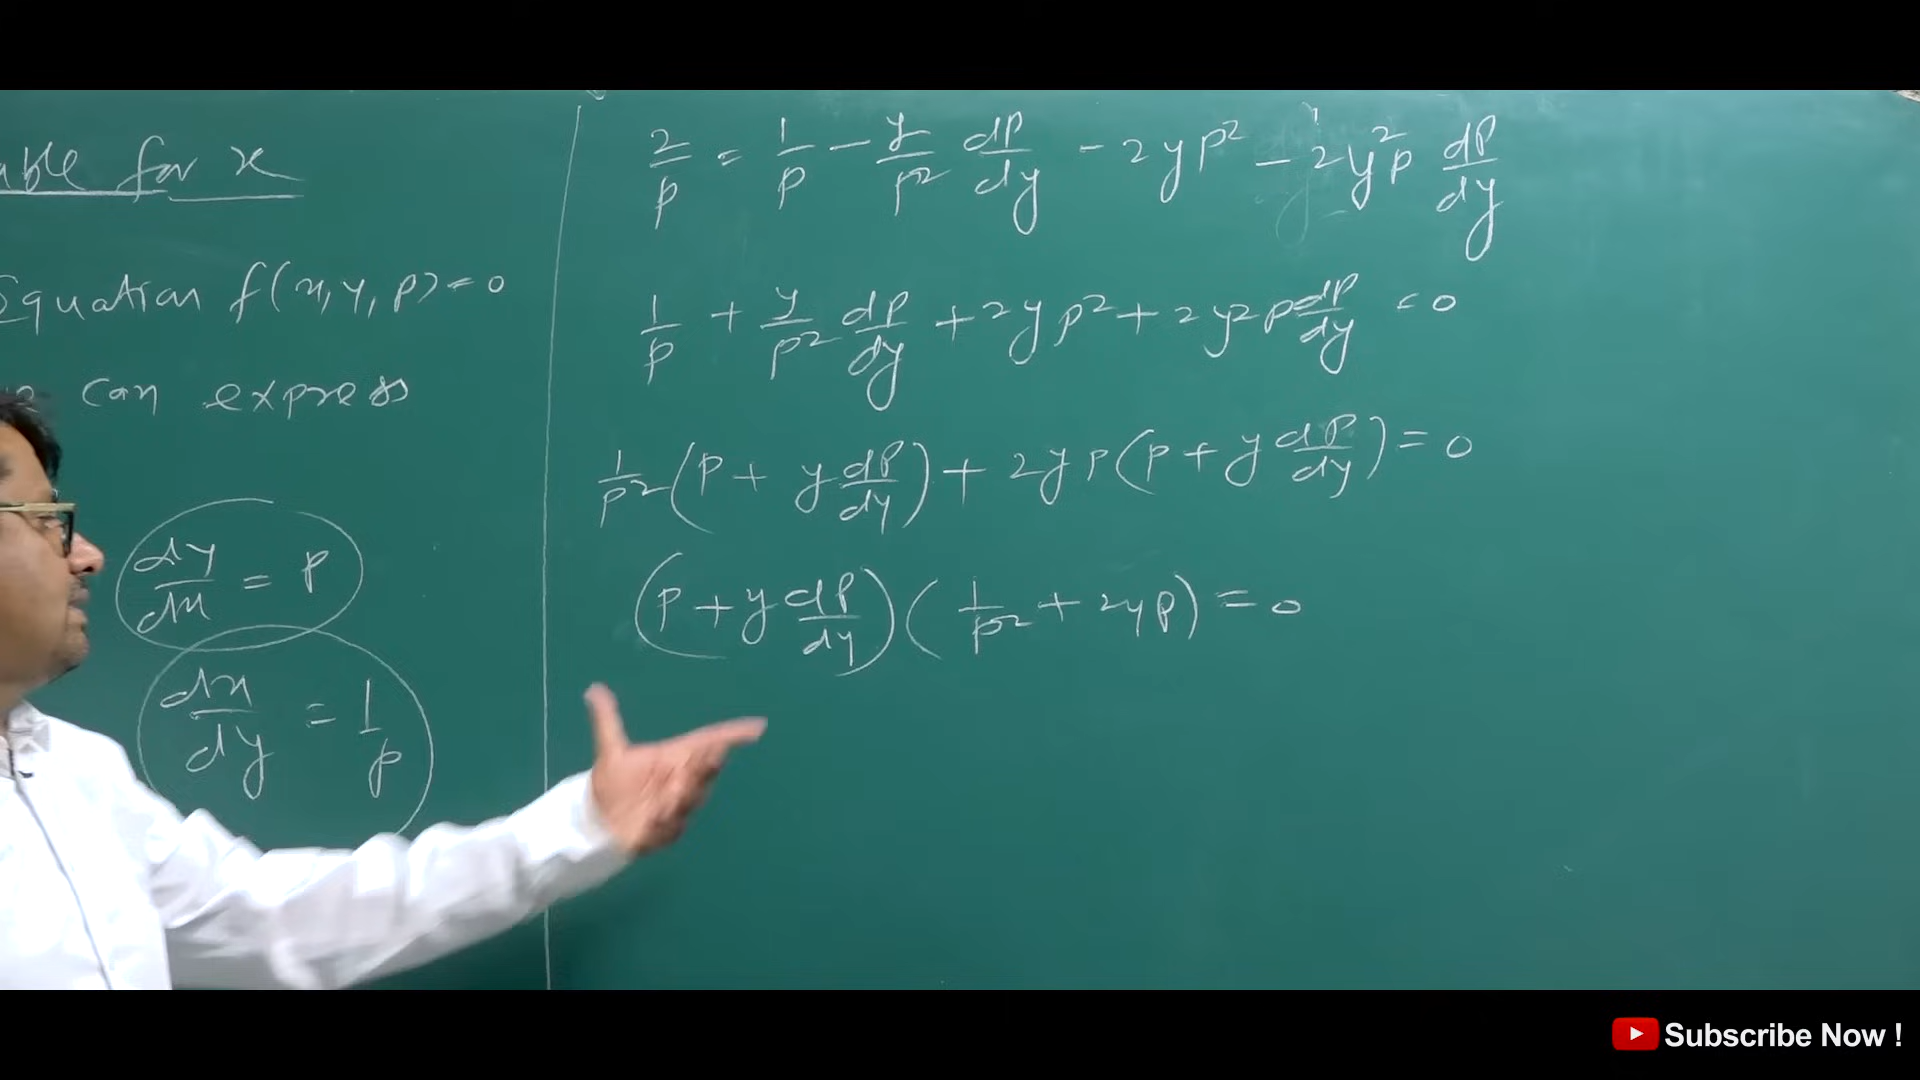 able for x
Equation f(x,y,p)=0
can express
dy/dx = p
dx/dy = 1/p
2/p = 1/p - y/p² dp/dy - 2yp² - 2y²p dp/dy
1/p + y/p² dp/dy + 2yp² + 2y²p dp/dy = 0
1/p² (p + y dp/dy) + 2yp (p + y dp/dy) = 0
(p + y dp/dy) (1/p² + 2yp) = 0
Subscribe Now !